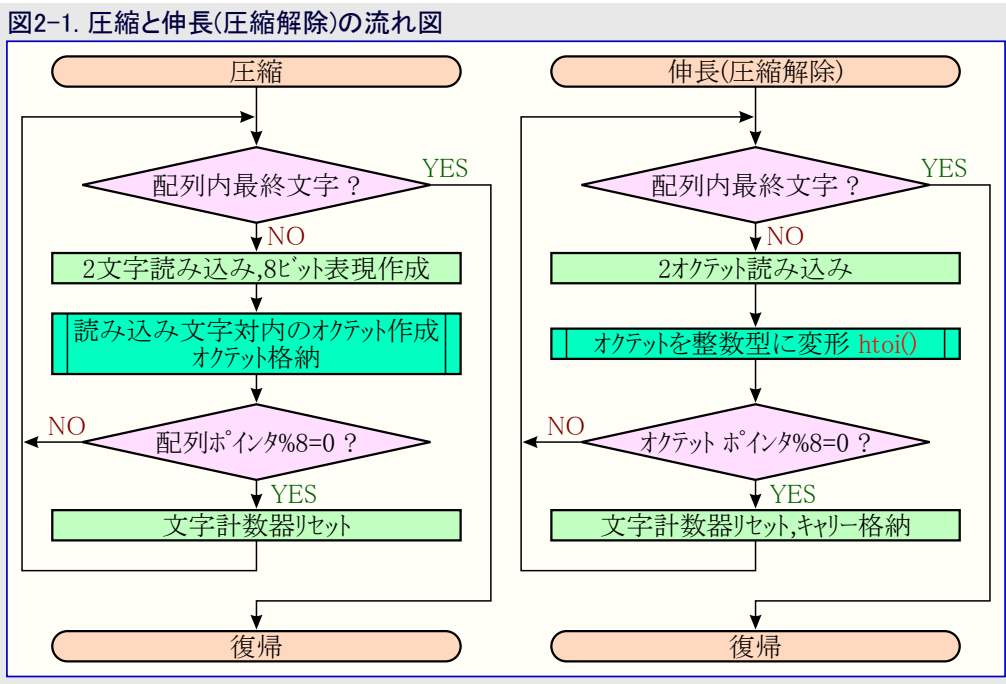 図2-1. 圧縮と伸長(圧縮解除)の流れ図
圧縮
配列内最終文字 ?
YES
NO
2文字読み込み,8ビット表現作成
読み込み文字対内のオクテット作成
オクテット格納
NO
配列ポインタ%8=0 ?
YES
文字計数器リセット
復帰
伸長(圧縮解除)
配列内最終文字 ?
YES
NO
2オクテット読み込み
オクテットを整数型に変形 htoi()
NO
オクテット ポインタ%8=0 ?
YES
文字計数器リセット,キャリー格納
復帰